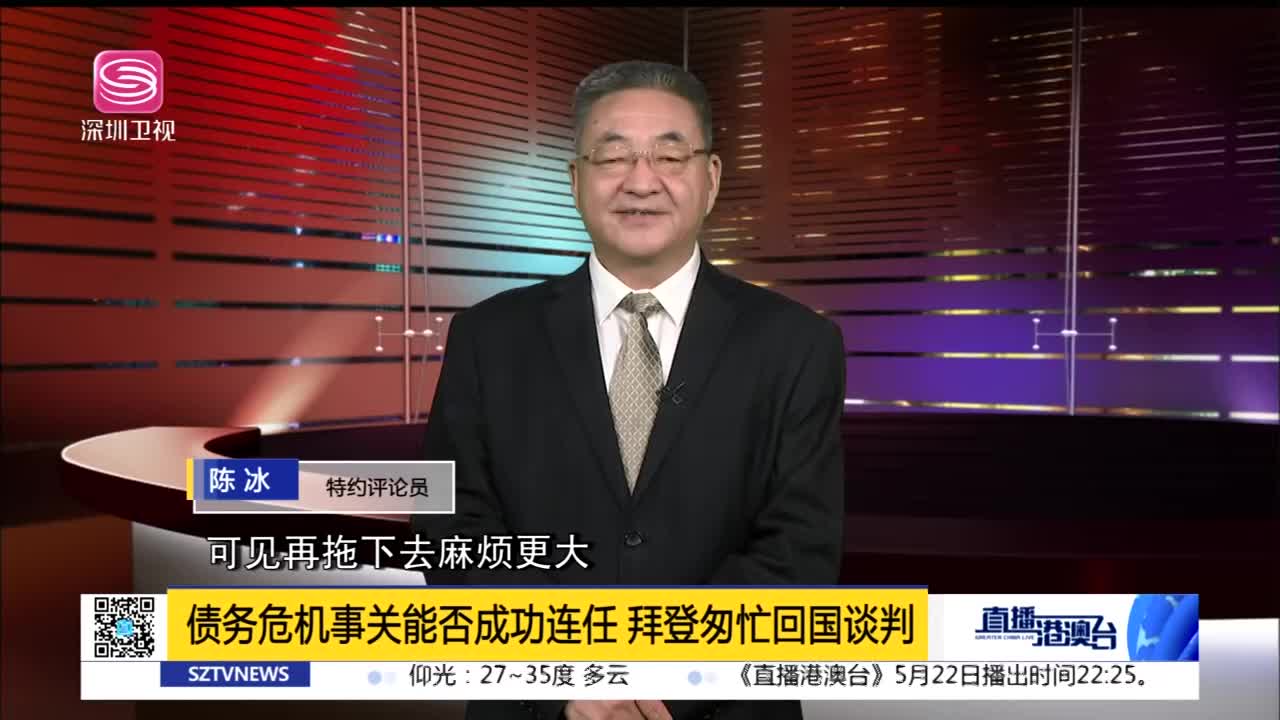 深圳卫视
陈冰
特约评论员
可见再拖下去麻烦更大
债务危机事关能否成功连任 拜登匆忙回国谈判
直播港澳台
GREATER CHINA LIVE
SZTVNEWS
仰光：27~35度 多云
《直播港澳台》5月22日播出时间22:25。